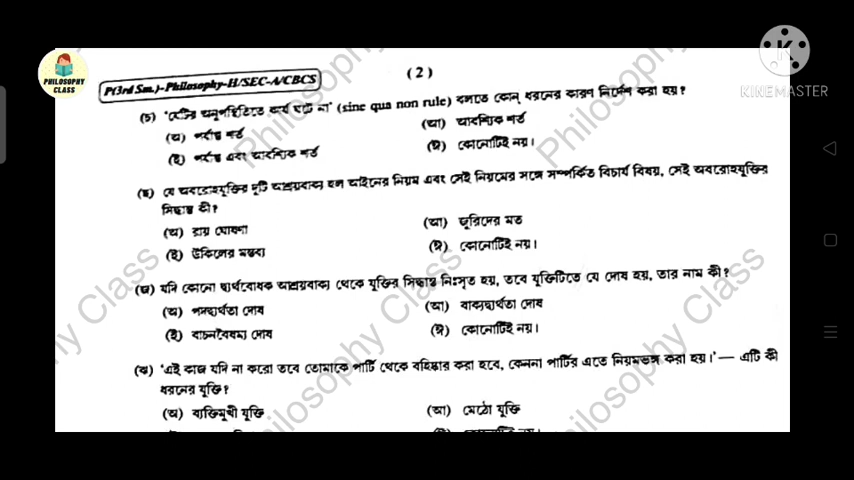 PHILOSOPHY CLASS
KINEMASTER
P(3rd Sm.)-Philosophy-H/SEC-A/CBCS
( 2 )
(চ) 'যেটির অনুপস্থিতিতে কার্য ঘটে না' (sine qua non rule) বলতে কোন্ ধরনের কারণ নির্দেশ করা হয়?
(অ) পর্যাপ্ত শর্ত (আ) আবশ্যিক শর্ত
(ই) পর্যাপ্ত এবং আবশ্যিক শর্ত (ঈ) কোনোটিই নয়।
(ছ) যে অবরোহযুক্তির দুটি আশ্রয়বাক্য হল আইনের নিয়ম এবং সেই নিয়মের সঙ্গে সম্পর্কিত বিচার্য বিষয়, সেই অবরোহযুক্তির
সিদ্ধান্ত কী?
(অ) রায় ঘোষণা (আ) জুরিদের মত
(ই) উকিলের মন্তব্য (ঈ) কোনোটিই নয়।
(জ) যদি কোনো দ্ব্যর্থবোধক আশ্রয়বাক্য থেকে যুক্তির সিদ্ধান্ত নিঃসৃত হয়, তবে যুক্তিটিতে যে দোষ হয়, তার নাম কী?
(অ) পদদ্ব্যর্থতা দোষ (আ) বাক্যদ্ব্যর্থতা দোষ
(ই) বাচনবৈষম্য দোষ (ঈ) কোনোটিই নয়।
(ঝ) 'এই কাজ যদি না করো তবে তোমাকে পার্টি থেকে বহিষ্কার করা হবে, কেননা পার্টির এতে নিয়মভঙ্গ করা হয়।' — এটি কী
ধরনের যুক্তি?
(অ) ব্যক্তিমুখী যুক্তি (আ) মেঠো যুক্তি
Philosophy Class